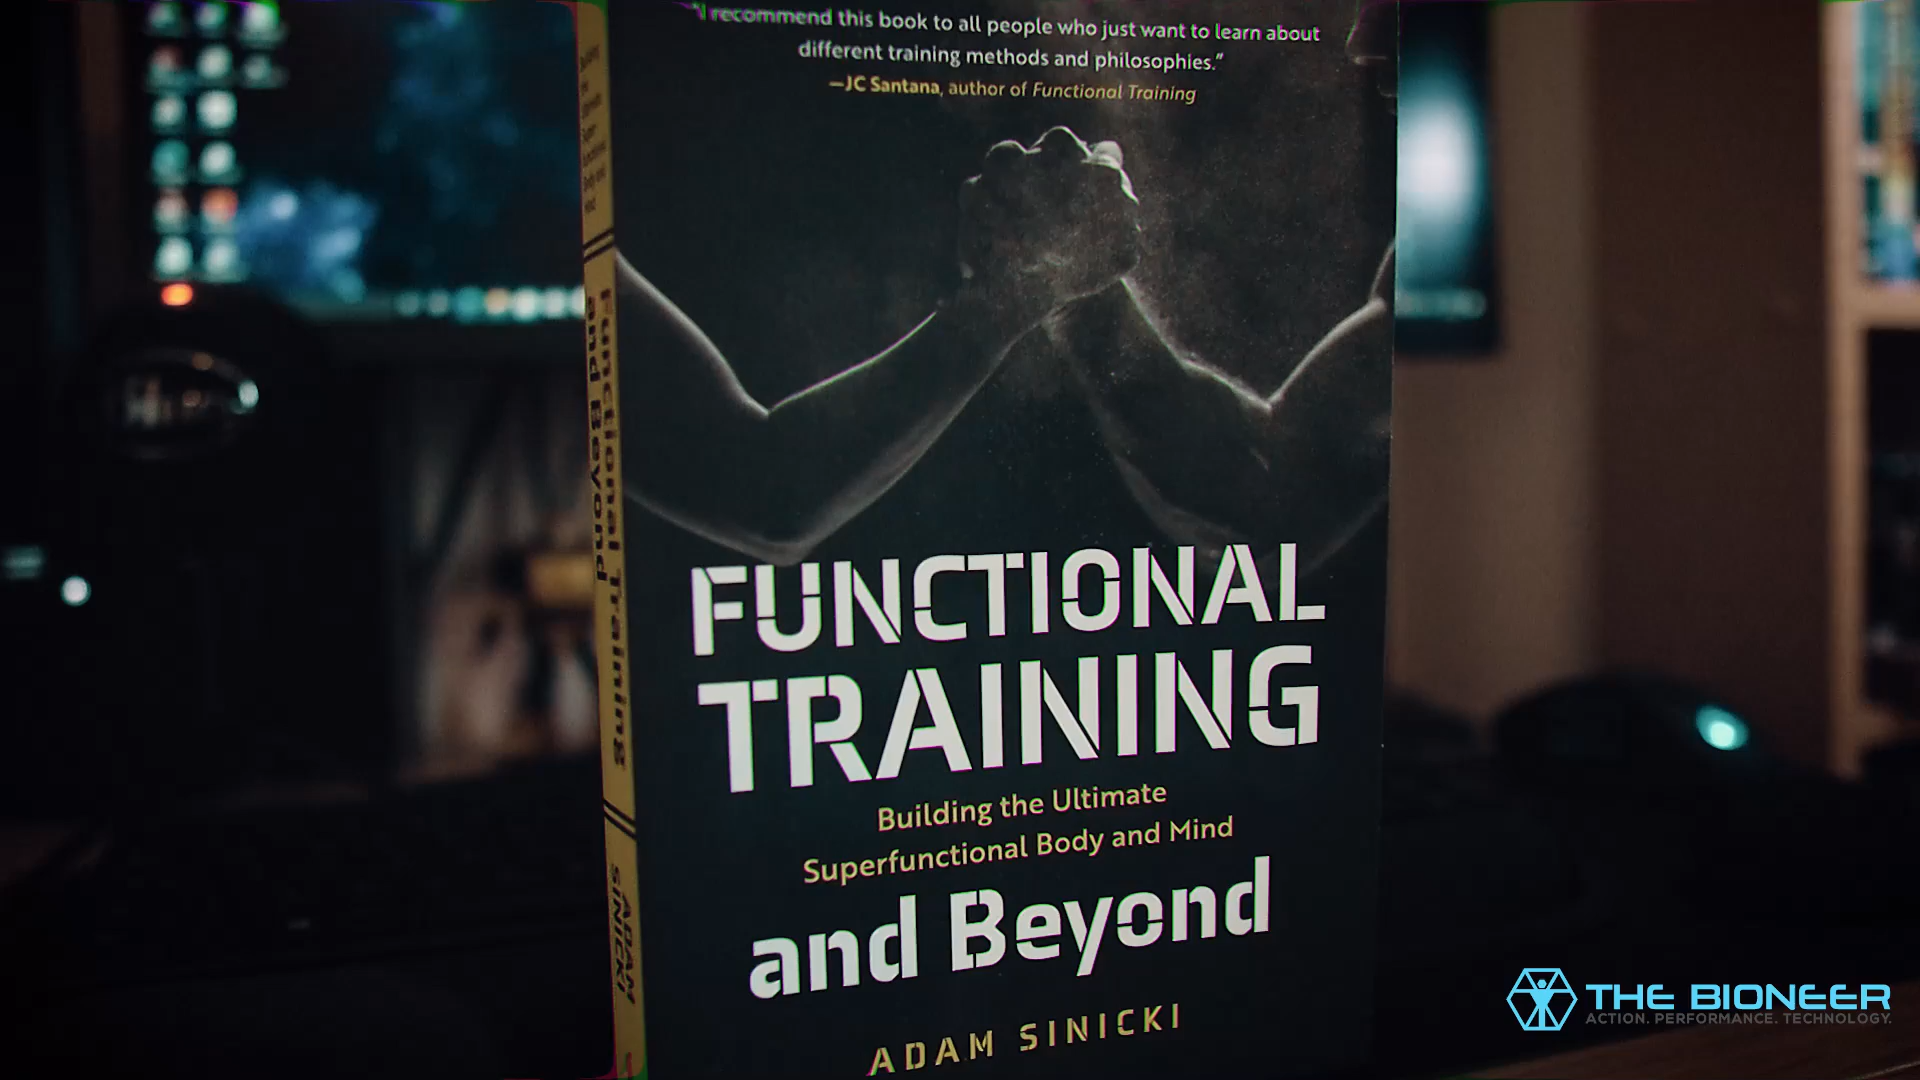 "I recommend this book to all people who just want to learn about
different training methods and philosophies."
—JC Santana, author of Functional Training
FUNCTIONAL
TRAINING
Building the Ultimate
Superfunctional Body and Mind
and Beyond
ADAM SINICKI
Functional Training
and Beyond
ADAM
SINICKI
THE BIONEER
ACTION. PERFORMANCE. TECHNOLOGY.